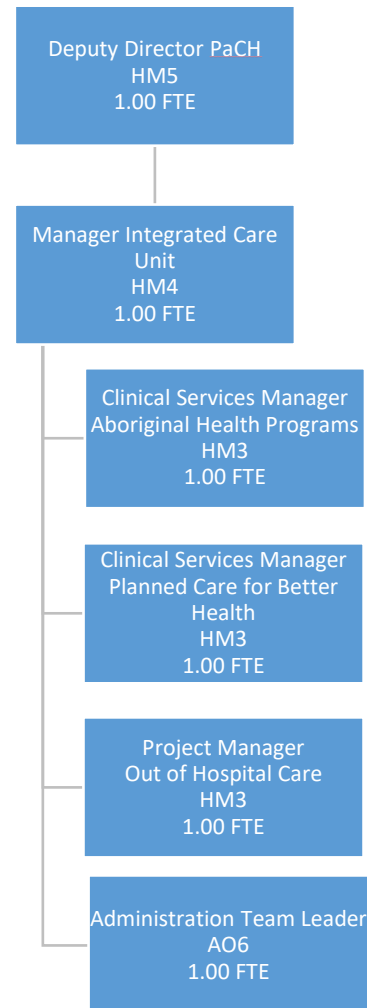 Deputy Director PaCH
HM5
1.00 FTE
Manager Integrated Care
Unit
HM4
1.00 FTE
Clinical Services Manager
Aboriginal Health Programs
HM3
1.00 FTE
Clinical Services Manager
Planned Care for Better
Health
HM3
1.00 FTE
Project Manager
Out of Hospital Care
HM3
1.00 FTE
Administration Team Leader
AO6
1.00 FTE